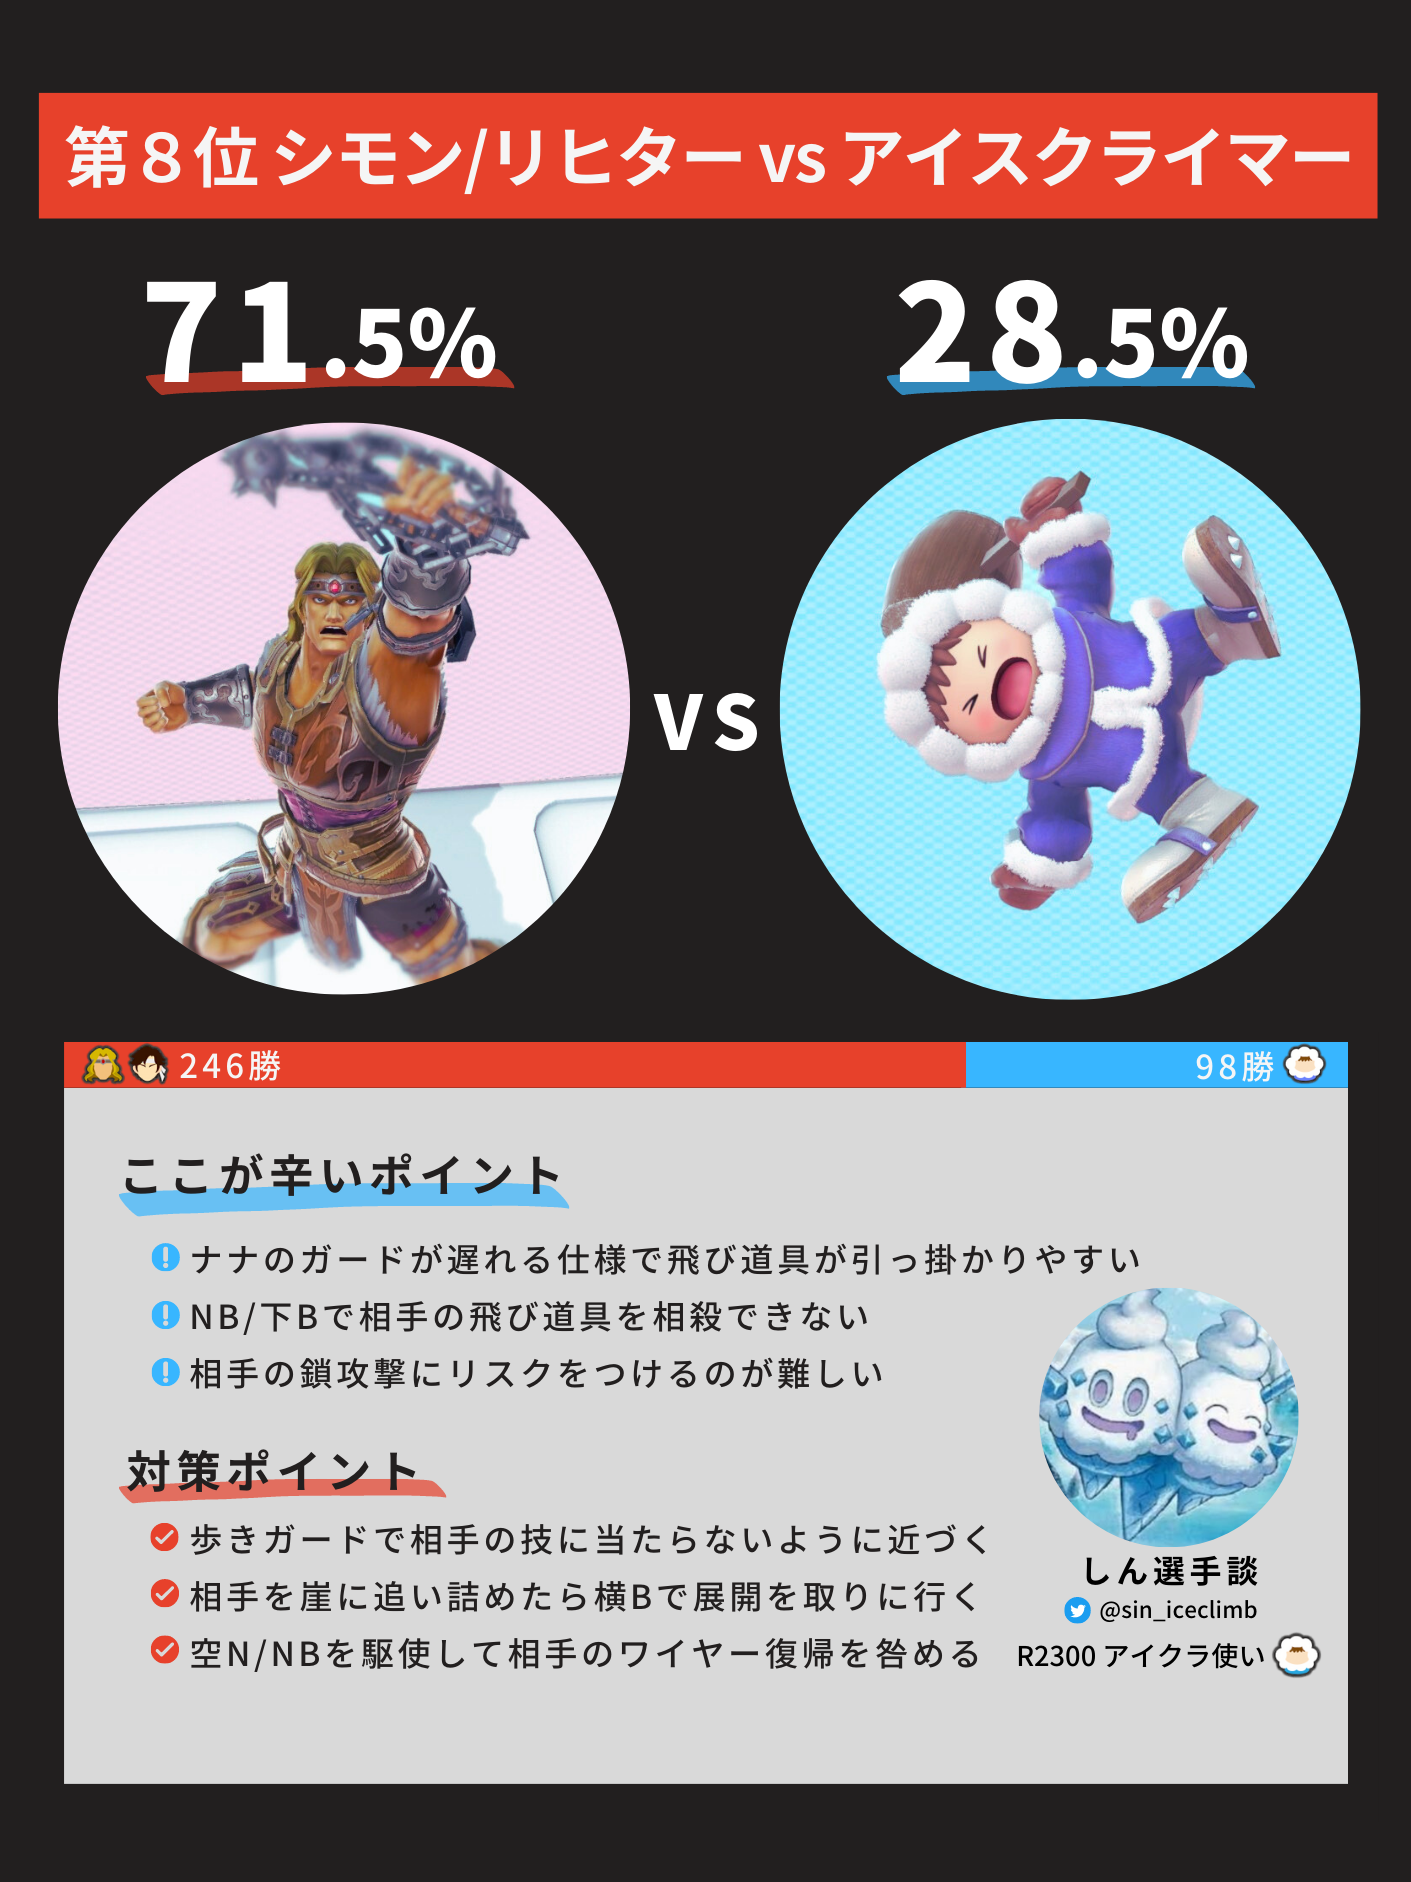 第８位 シモン/リヒター vs アイスクライマー
71.5%
28.5%
vs
246勝
98勝
ここが辛いポイント
ナナのガードが遅れる仕様で飛び道具が引っ掛かりやすい
NB/下Bで相手の飛び道具を相殺できない
相手の鎖攻撃にリスクをつけるのが難しい
対策ポイント
歩きガードで相手の技に当たらないように近づく
相手を崖に追い詰めたら横Bで展開を取りに行く
空N/NBを駆使して相手のワイヤー復帰を咎める
しん選手談
@sin_iceclimb
R2300 アイクラ使い